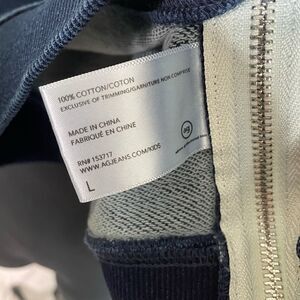 100% COTTON/COTON
EXCLUSIVE OF TRIMMING/GARNITURE NON COMPRISE
MADE IN CHINA
FABRIQUÉ EN CHINE
RN# 153717
WWW.AGJEANS.COM/KIDS
L
AG